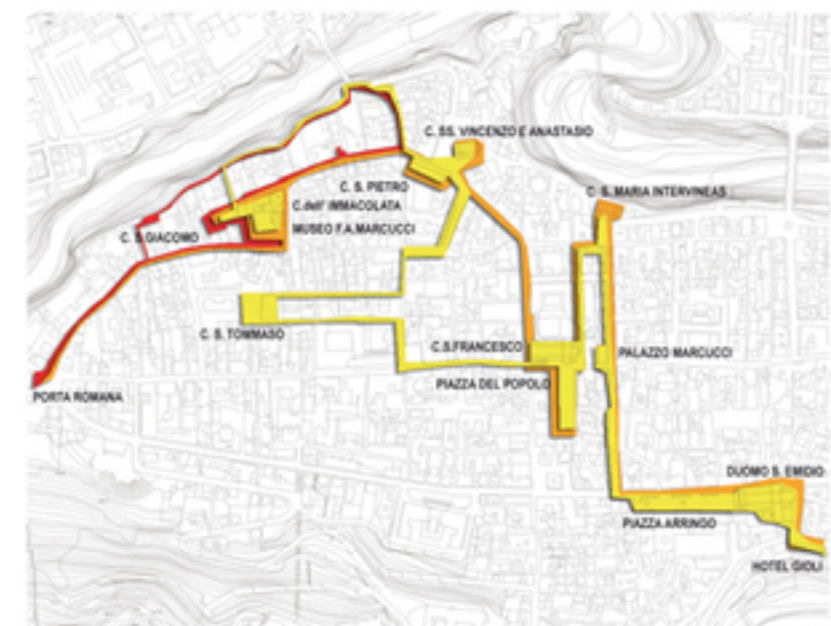 C. SS. VINCENZO E ANASTASIO
C. S. PIETRO
C. S. MARIA INTERVINEAS
C.dell' IMMACOLATA
MUSEO F.A.MARCUCCI
C. S.GIACOMO
C. S. TOMMASO
C.S.FRANCESCO
PALAZZO MARCUCCI
PIAZZA DEL POPOLO
PORTA ROMANA
DUOMO S. EMIDIO
PIAZZA ARRINGO
HOTEL GIOLI